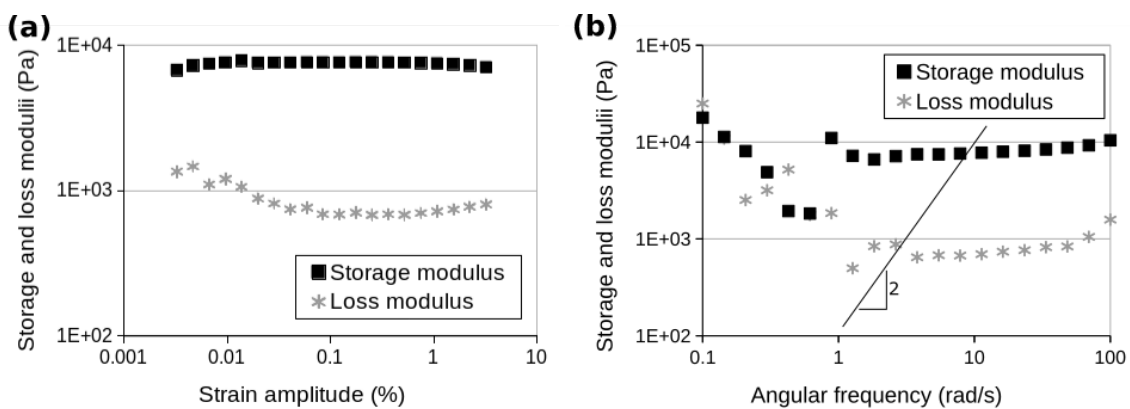 (a)
Storage and loss modulii (Pa)
1E+04
1E+03
1E+02
Storage modulus
Loss modulus
0.001
0.01
0.1
1
10
Strain amplitude (%)
(b)
Storage and loss modulii (Pa)
1E+05
1E+04
1E+03
1E+02
Storage modulus
Loss modulus
2
0.1
1
10
100
Angular frequency (rad/s)